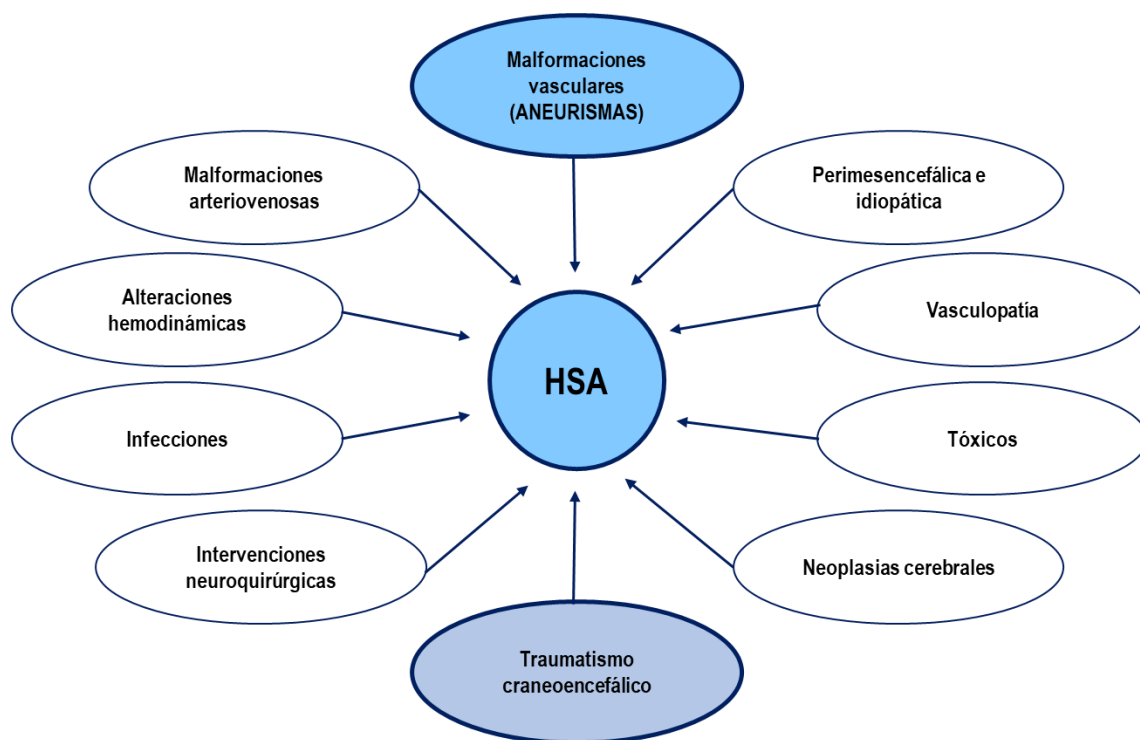 Malformaciones
vasculares
(ANEURISMAS)
Malformaciones
arteriovenosas
Perimesencefálica e
idiopática
Alteraciones
hemodinámicas
Vasculopatía
HSA
Infecciones
Tóxicos
Intervenciones
neuroquirúrgicas
Neoplasias cerebrales
Traumatismo
craneoencefálico